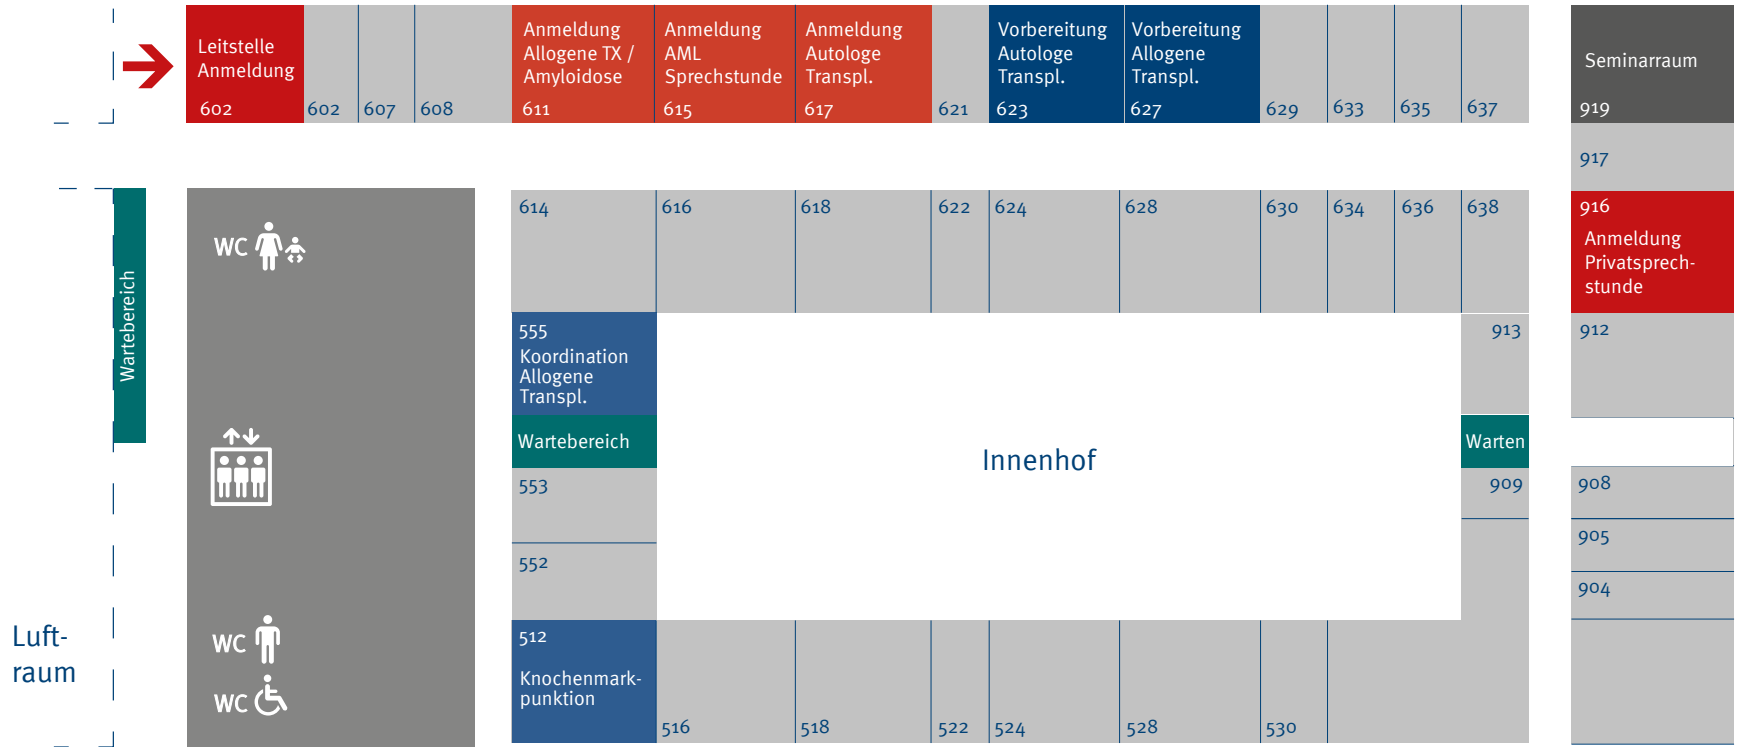 Leitstelle
Anmeldung
602
602
607
608
Anmeldung
Allogene TX /
Amyloidose
611
Anmeldung
AML
Sprechstunde
615
Anmeldung
Autologe
Transpl.
617
621
Vorbereitung
Autologe
Transpl.
623
Vorbereitung
Allogene
Transpl.
627
629
633
635
637
Seminarraum
919
917
Wartebereich
WC
614
616
618
622
624
628
630
634
636
638
916
Anmeldung
Privatsprech-
stunde
555
Koordination
Allogene
Transpl.
913
912
Wartebereich
Innenhof
Warten
553
909
908
905
552
904
Luft-
raum
WC
WC
512
Knochenmark-
punktion
516
518
522
524
528
530